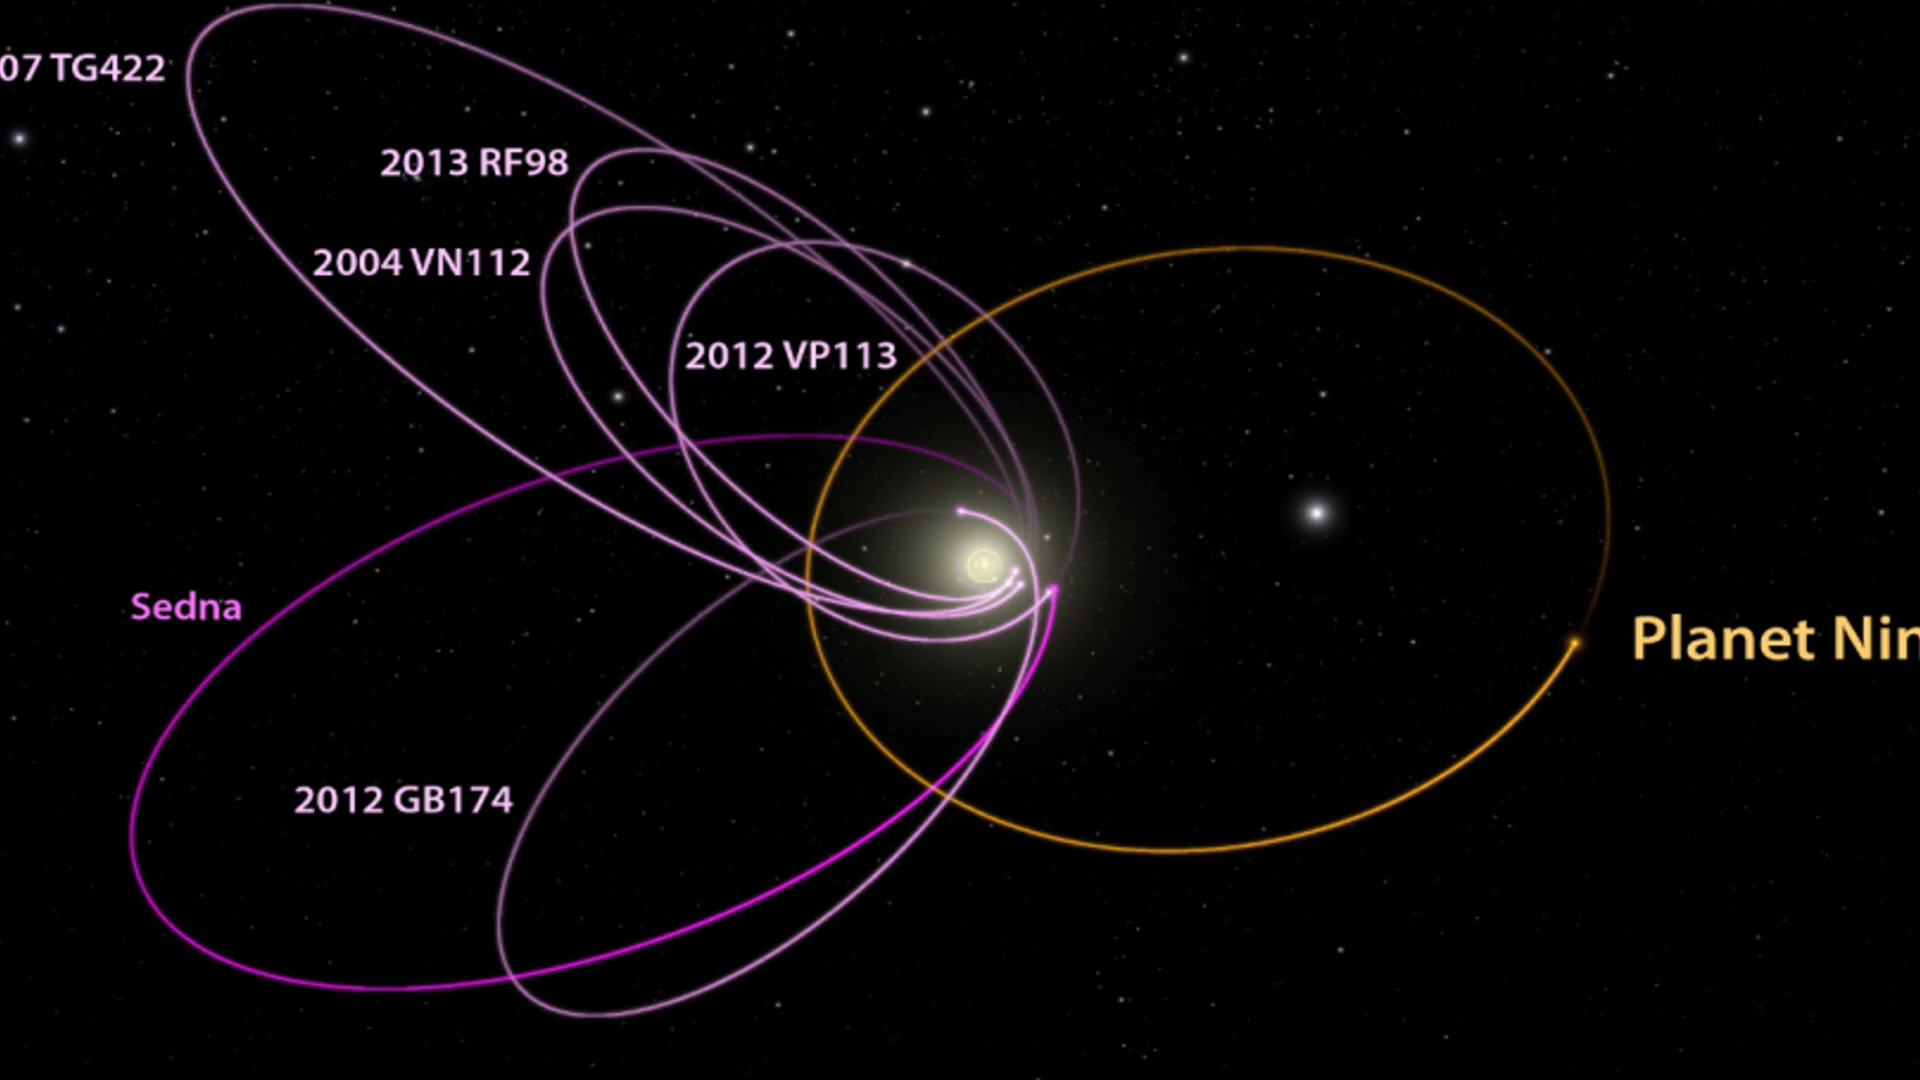 07 TG422
2013 RF98
2004 VN112
2012 VP113
Sedna
Planet Nin
2012 GB174